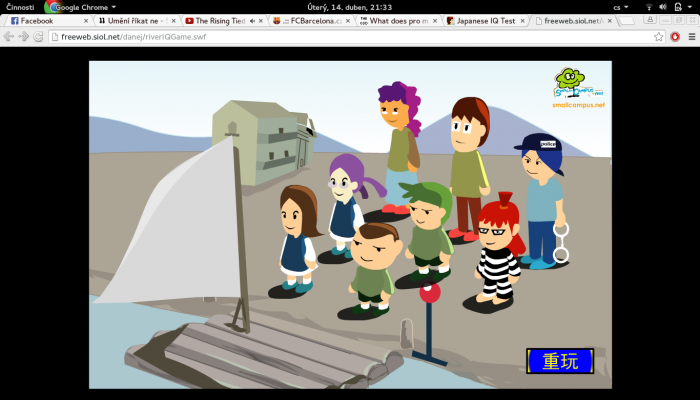 Činnosti
Google Chrome
Úterý, 14. duben, 21:33
cs
Facebook
Umění říkat ne -
The Rising Tied
.:: FCBarcelona.c
What does pro m
Japanese IQ Test
freeweb.siol.net/
freeweb.siol.net/danej/riverIQGame.swf
smallcampus.net
police
重玩